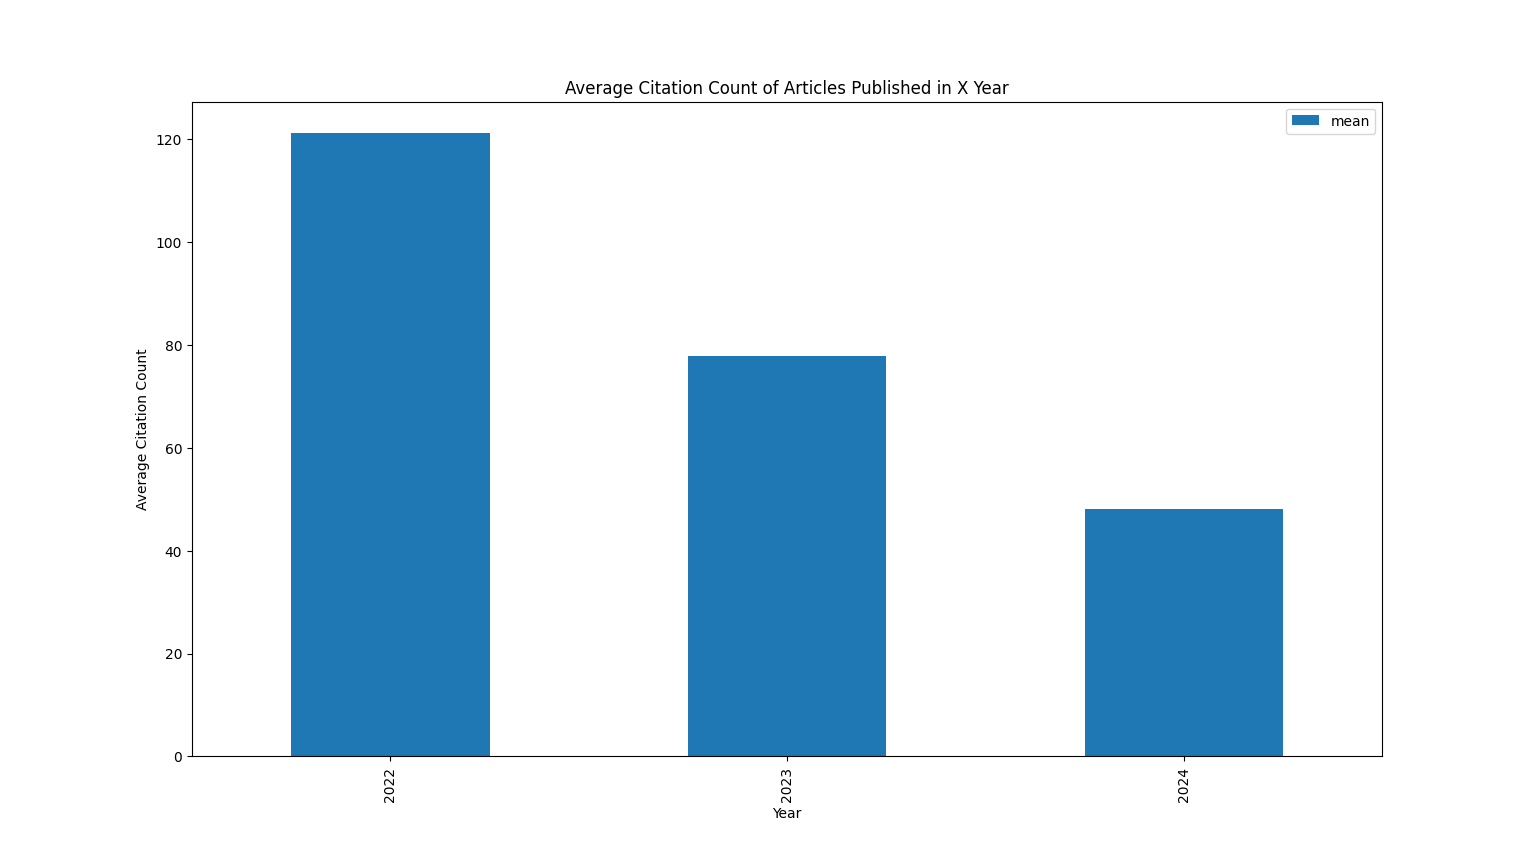 Average Citation Count of Articles Published in X Year
mean
120
100
80
60
40
20
0
Average Citation Count
2022
2023
2024
Year